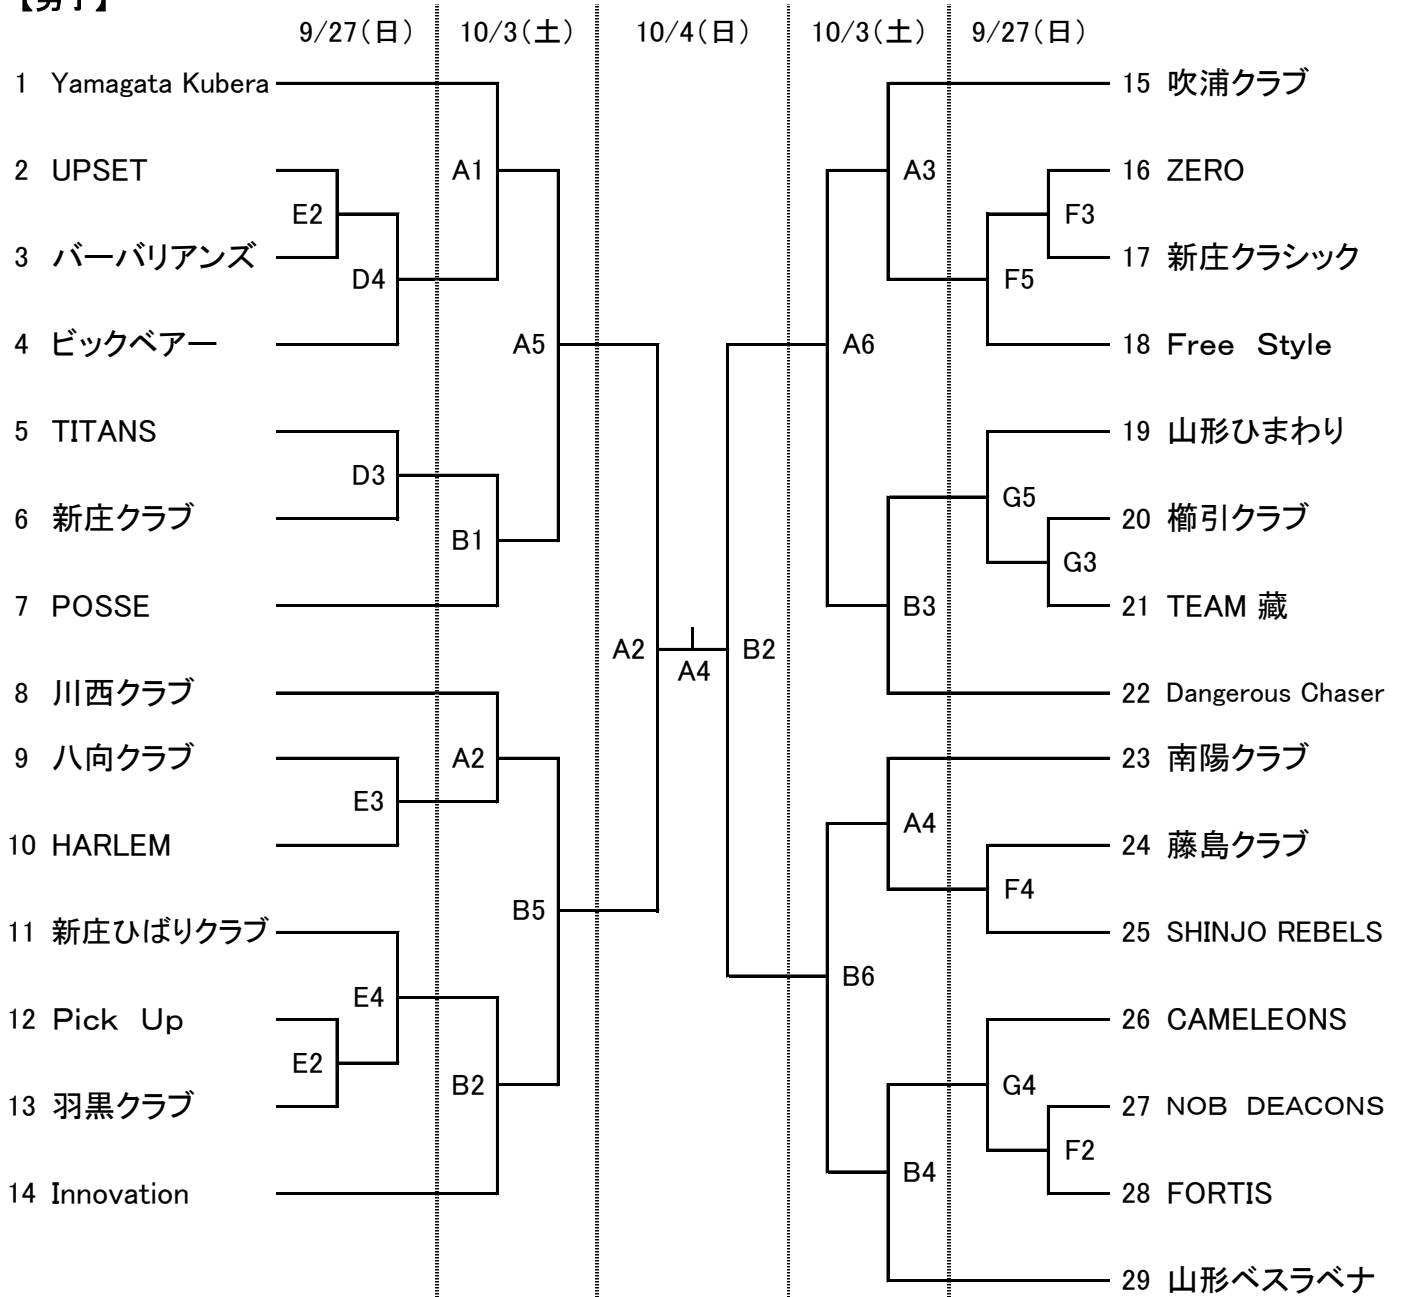 【男子】
9/27(日) 10/3(土) 10/4(日) 10/3(土) 9/27(日)
1 Yamagata Kubera
2 UPSET
3 バーバリアンズ
4 ビックベアー
5 TITANS
6 新庄クラブ
7 POSSE
8 川西クラブ
9 八向クラブ
10 HARLEM
11 新庄ひばりクラブ
12 Pick Up
13 羽黒クラブ
14 Innovation
E2
D4
D3
E3
E4
E2
A1
B1
A2
B2
A5
B5
A2
A4
B2
A6
B6
A3
B3
A4
B4
F3
F5
G5
G3
F4
G4
F2
15 吹浦クラブ
16 ZERO
17 新庄クラシック
18 Free Style
19 山形ひまわり
20 櫛引クラブ
21 TEAM 藏
22 Dangerous Chaser
23 南陽クラブ
24 藤島クラブ
25 SHINJO REBELS
26 CAMELEONS
27 NOB DEACONS
28 FORTIS
29 山形ベスラベナ